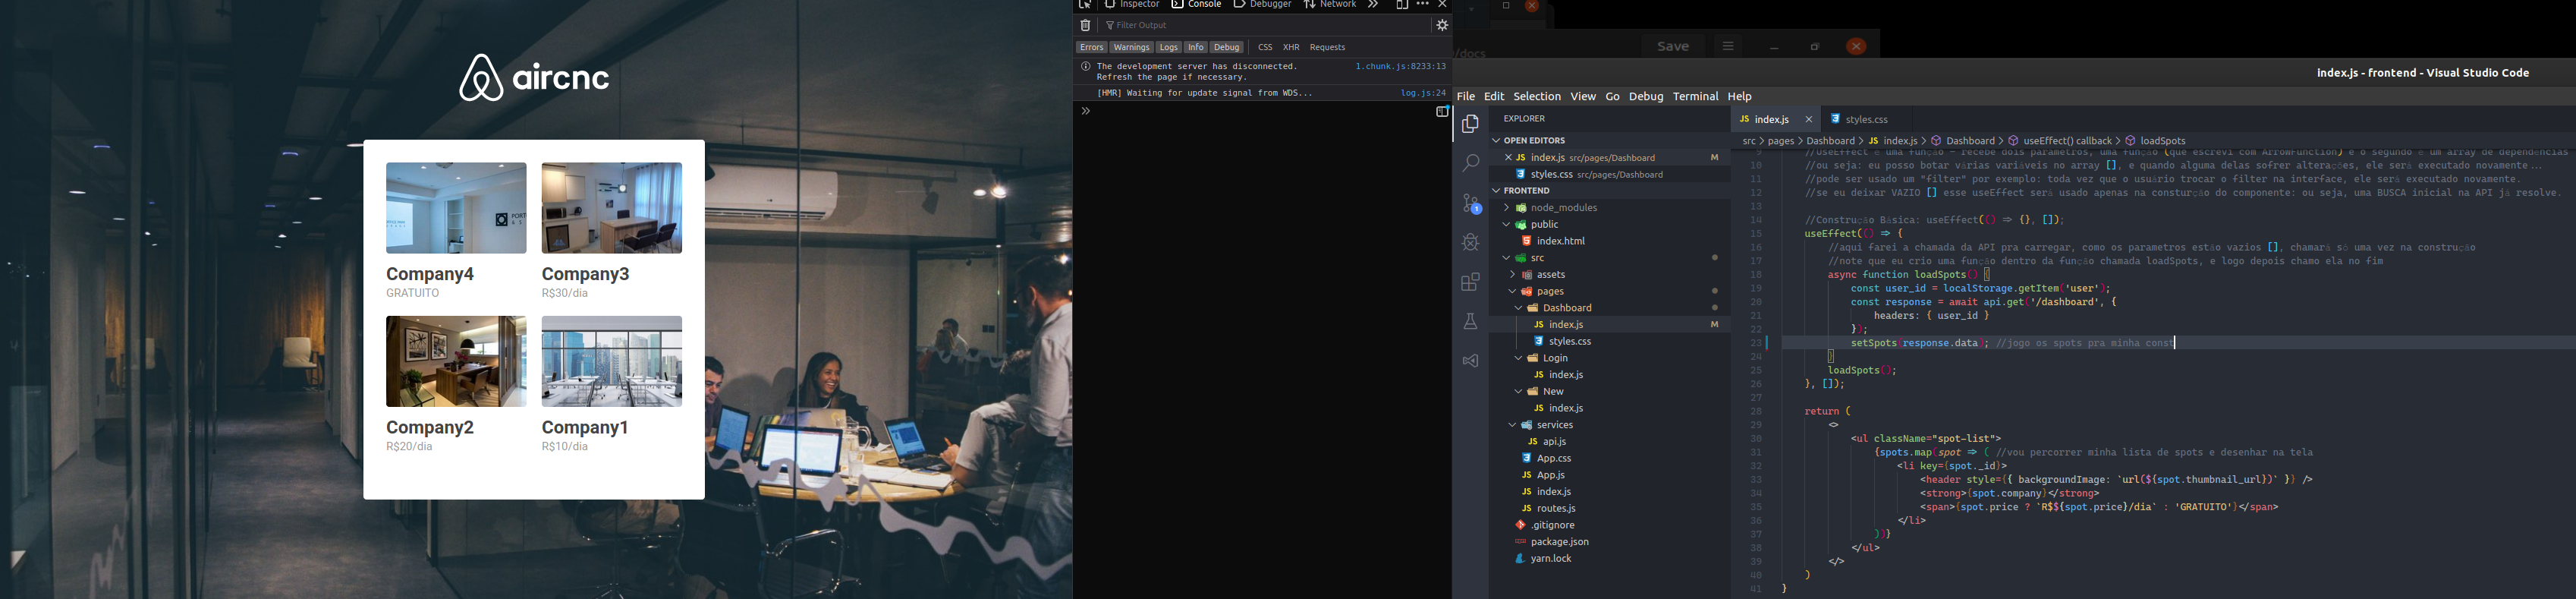 aircnc
Company4
GRATUITO
Company3
R$30/dia
Company2
R$20/dia
Company1
R$10/dia
Inspector Console Debugger Network
Filter Output
Errors Warnings Logs Info Debug CSS XHR Requests
The development server has disconnected. 1.chunk.js:8233:13
Refresh the page if necessary.
[HMR] Waiting for update signal from WDS... log.js:24
/docs
Save
index.js - frontend - Visual Studio Code
File Edit Selection View Go Debug Terminal Help
EXPLORER
OPEN EDITORS
index.js src/pages/Dashboard M
styles.css src/pages/Dashboard
FRONTEND
node_modules
public
index.html
src
assets
pages
Dashboard
index.js M
styles.css
Login
index.js
New
index.js
services
api.js
App.css
App.js
index.js
routes.js
.gitignore
package.json
yarn.lock
1
index.js
styles.css
src > pages > Dashboard > index.js > Dashboard > useEffect() callback > loadSpots
9 //useEffect é uma função - recebe dois parametros, uma função (que escrevi com ArrowFunction) e o segundo é um array de dependências
10 //ou seja: eu posso botar várias variáveis no array [], e quando alguma delas sofrer alterações, ele será executado novamente...
11 //pode ser usado um "filter" por exemplo: toda vez que o usuário trocar o filter na interface, ele será executado novamente.
12 //se eu deixar VAZIO [] esse useEffect será usado apenas na consturção do componente: ou seja, uma BUSCA inicial na API já resolve.
13
14 //Construção Básica: useEffect(() => {}, []);
15 useEffect(() => {
16 //aqui farei a chamada da API pra carregar, como os parametros estão vazios [], chamará só uma vez na construção
17 //note que eu crio uma função dentro da função chamada loadSpots, e logo depois chamo ela no fim
18 async function loadSpots() {
19 const user_id = localStorage.getItem('user');
20 const response = await api.get('/dashboard', {
21 headers: { user_id }
22 });
23 setSpots(response.data); //jogo os spots pra minha const
24 }
25 loadSpots();
26 }, []);
27
28 return (
29 <>
30 <ul className="spot-list">
31 {spots.map(spot => ( //vou percorrer minha lista de spots e desenhar na tela
32 <li key={spot._id}>
33 <header style={{ backgroundImage: `url(${spot.thumbnail_url})` }} />
34 <strong>{spot.company}</strong>
35 <span>{spot.price ? `R$${spot.price}/dia` : 'GRATUITO'}</span>
36 </li>
37 ))}
38 </ul>
39 </>
40 )
41 }